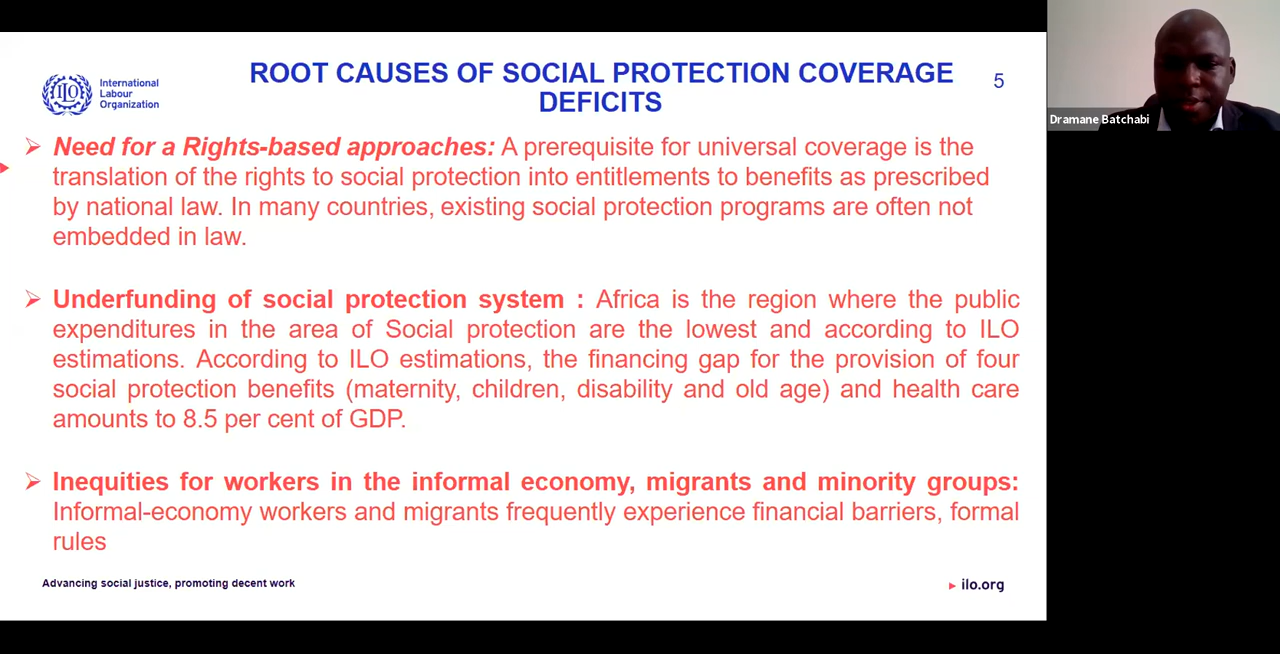 International
Labour
Organization
ILO
ROOT CAUSES OF SOCIAL PROTECTION COVERAGE
DEFICITS
5
Dramane Batchabi
➢ Need for a Rights-based approaches: A prerequisite for universal coverage is the
translation of the rights to social protection into entitlements to benefits as prescribed
by national law. In many countries, existing social protection programs are often not
embedded in law.
➢ Underfunding of social protection system : Africa is the region where the public
expenditures in the area of Social protection are the lowest and according to ILO
estimations. According to ILO estimations, the financing gap for the provision of four
social protection benefits (maternity, children, disability and old age) and health care
amounts to 8.5 per cent of GDP.
➢ Inequities for workers in the informal economy, migrants and minority groups:
Informal-economy workers and migrants frequently experience financial barriers, formal
rules
Advancing social justice, promoting decent work
ilo.org